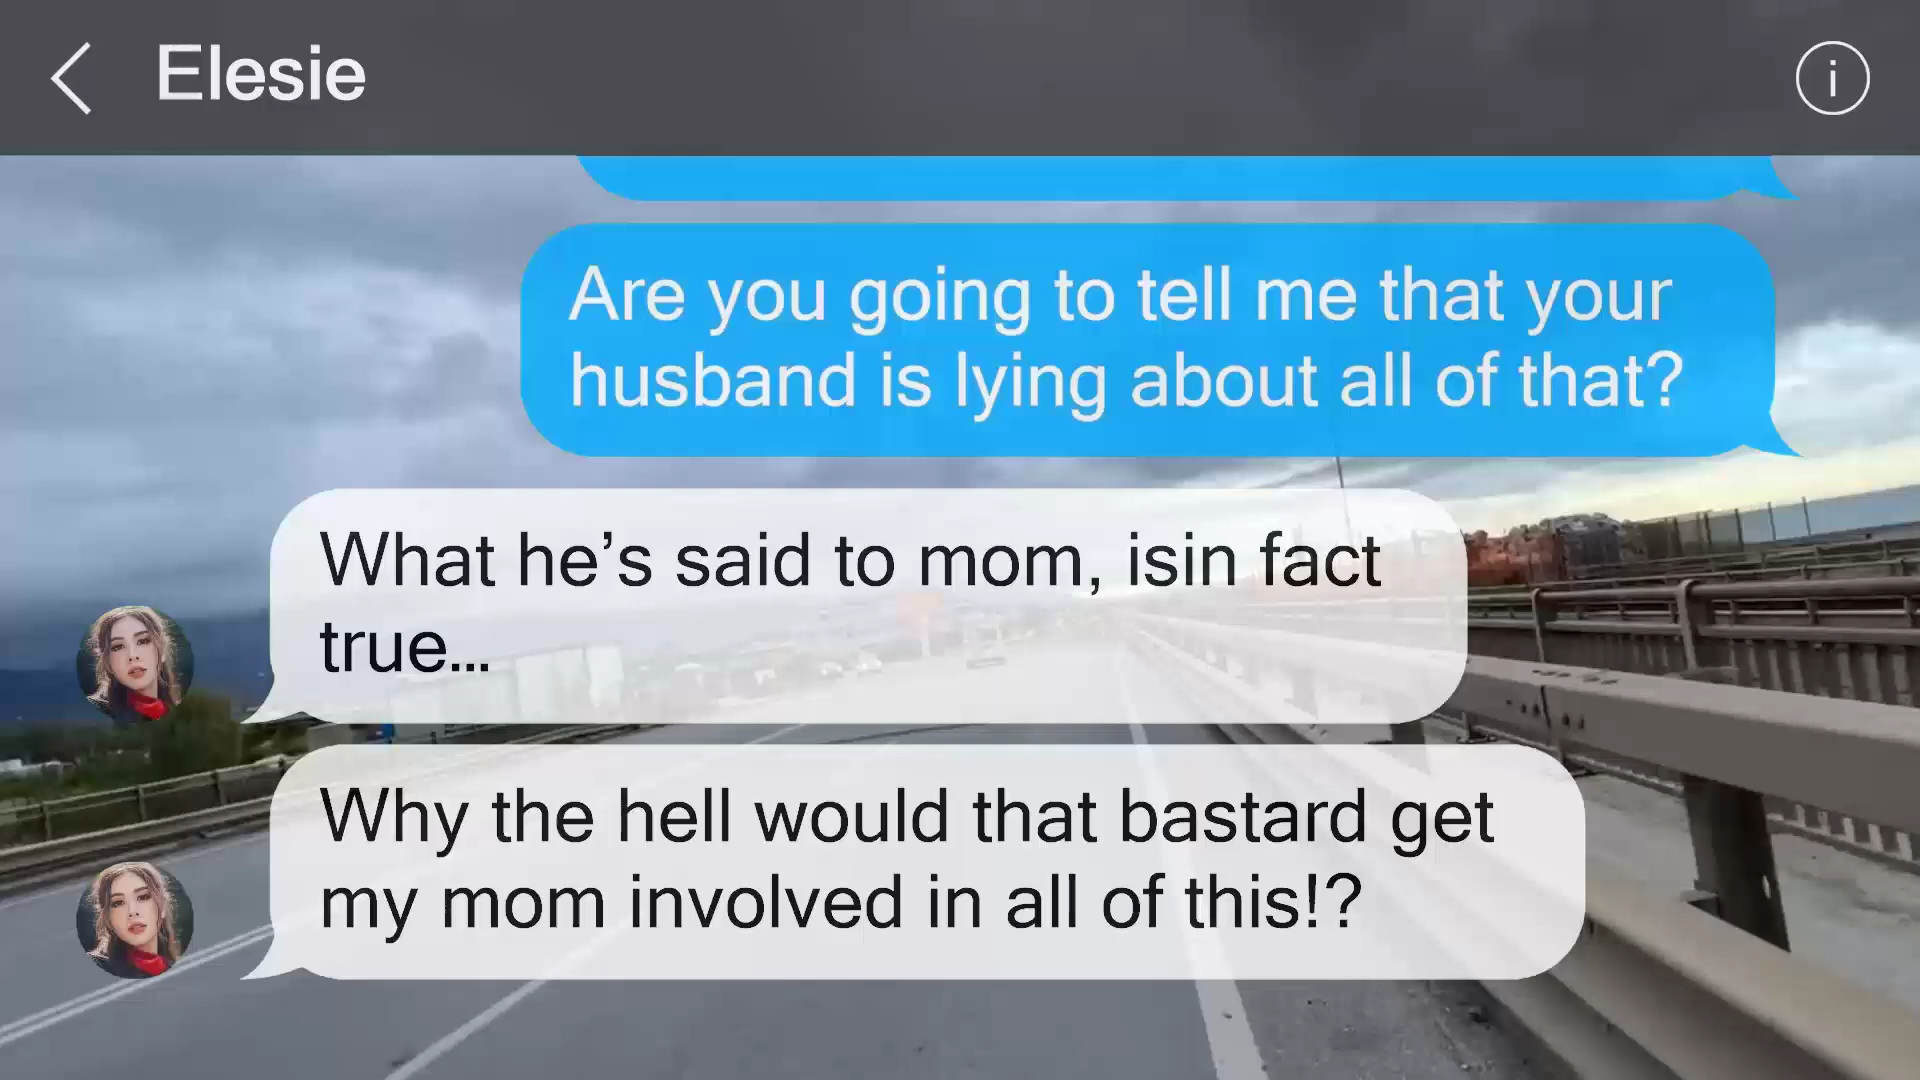 Elesie
Are you going to tell me that your
husband is lying about all of that?
What he’s said to mom, isin fact
true...
Why the hell would that bastard get
my mom involved in all of this!?